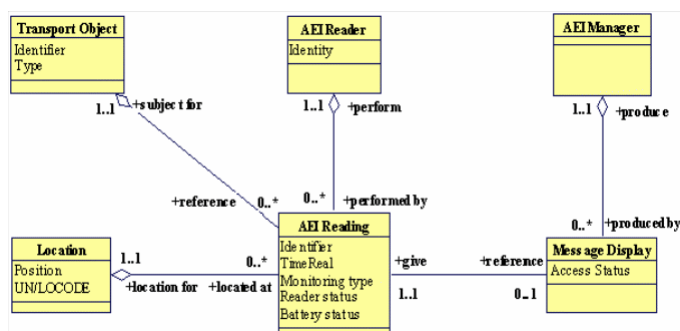 Transport Object
Identifier
Type
AEI Reader
Identity
AEI Manager
1..1
+subject for
1..1
+perform
1..1
+produce
+reference
0..*
0..*
+performed by
0..*
+produced by
Location
Position
UN/LOCODE
1..1
+location for
0..*
+located at
AEI Reading
Identifier
TimeReal
Monitoring type
Reader status
Battery status
+give
1..1
+reference
0..1
Message Display
Access Status